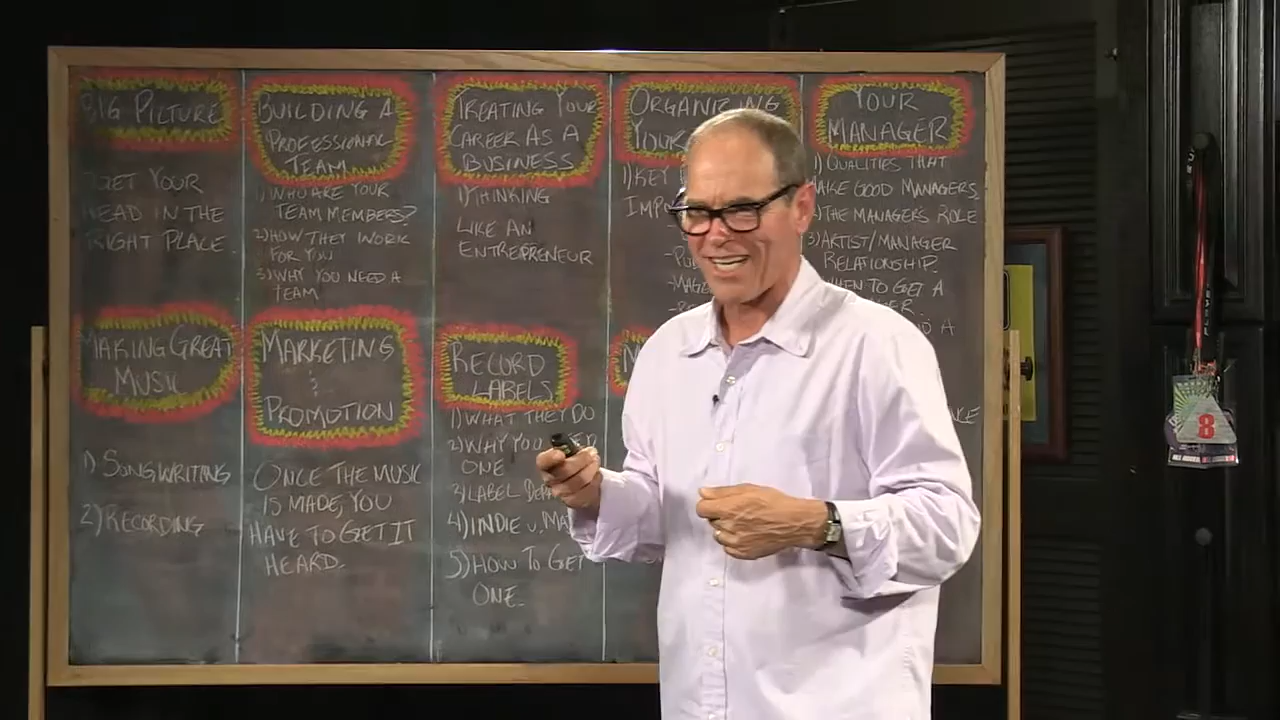 BIG PICTURE
GET YOUR
HEAD IN THE
RIGHT PLACE.
BUILDING A
PROFESSIONAL
TEAM
1) WHO ARE YOUR
TEAM MEMBERS?
2) HOW THEY WORK
FOR YOU
3) WHY YOU NEED A
TEAM
TREATING YOUR
CAREER AS A
BUSINESS
1) THINKING
LIKE AN
ENTREPRENEUR
ORGANIZING
YOUR
1) KEY
YOUR
MANAGER
1) QUALITIES THAT
MAKE GOOD MANAGERS
2) THE MANAGER'S ROLE
3) ARTIST/MANAGER
RELATIONSHIP.
WHEN TO GET A
A
MAKING GREAT
MUSIC
1) SONGWRITING
2) RECORDING
MARKETING
&
PROMOTION
ONCE THE MUSIC
IS MADE, YOU
HAVE TO GET IT
HEARD.
RECORD
LABELS
1) WHAT THEY DO
2) WHY YOU
ONE
3) LABEL
4) INDIE v.
5) HOW TO GET
ONE.
8